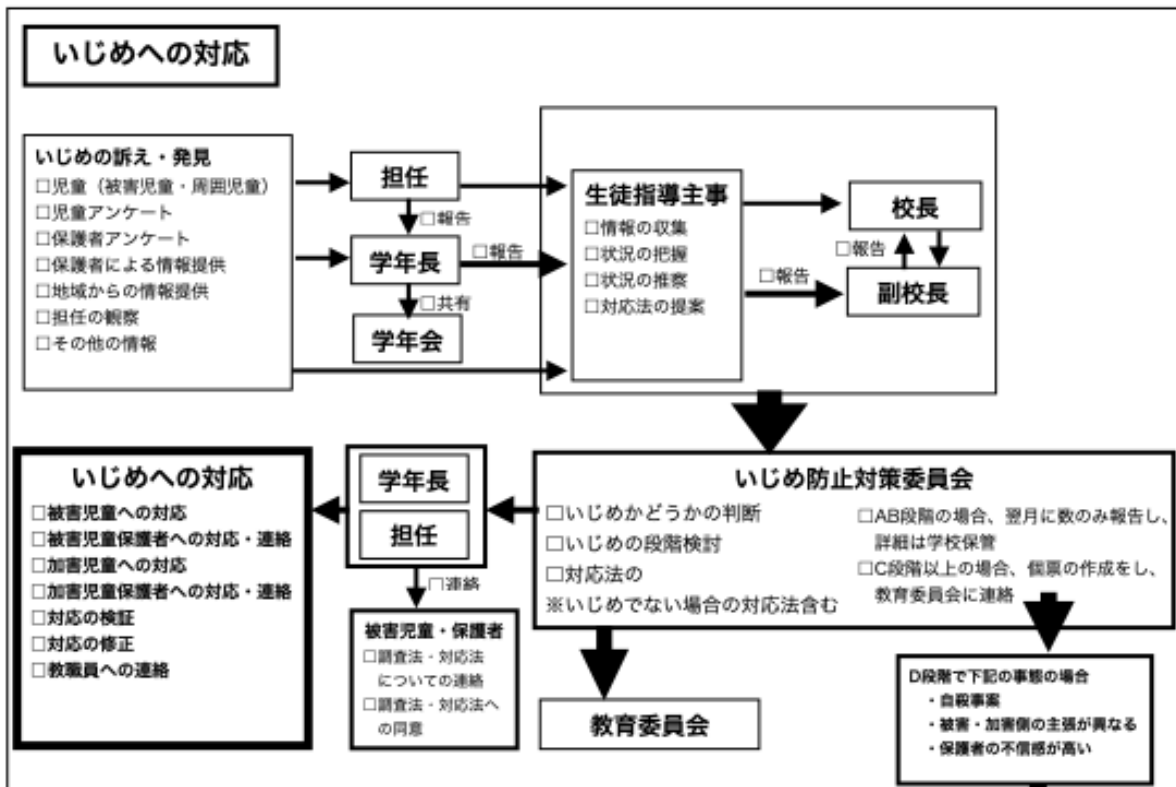 いじめへの対応
いじめの訴え・発見
□児童（被害児童・周囲児童）
□児童アンケート
□保護者アンケート
□保護者による情報提供
□地域からの情報提供
□担任の観察
□その他の情報
担任
□報告
学年長
□報告
□共有
学年会
生徒指導主事
□情報の収集
□状況の把握
□状況の推察
□対応法の提案
□報告
校長
□報告
副校長
いじめ防止対策委員会
□いじめかどうかの判断
□いじめの段階検討
□対応法の
※いじめでない場合の対応法含む
□AB段階の場合、翌月に数のみ報告し、
詳細は学校保管
□C段階以上の場合、個票の作成をし、
教育委員会に連絡
学年長
担任
□連絡
被害児童・保護者
□調査法・対応法
についての連絡
□調査法・対応法へ
の同意
いじめへの対応
□被害児童への対応
□被害児童保護者への対応・連絡
□加害児童への対応
□加害児童保護者への対応・連絡
□対応の検証
□対応の修正
□教職員への連絡
教育委員会
D段階で下記の事態の場合
・自殺事案
・被害・加害側の主張が異なる
・保護者の不信感が高い